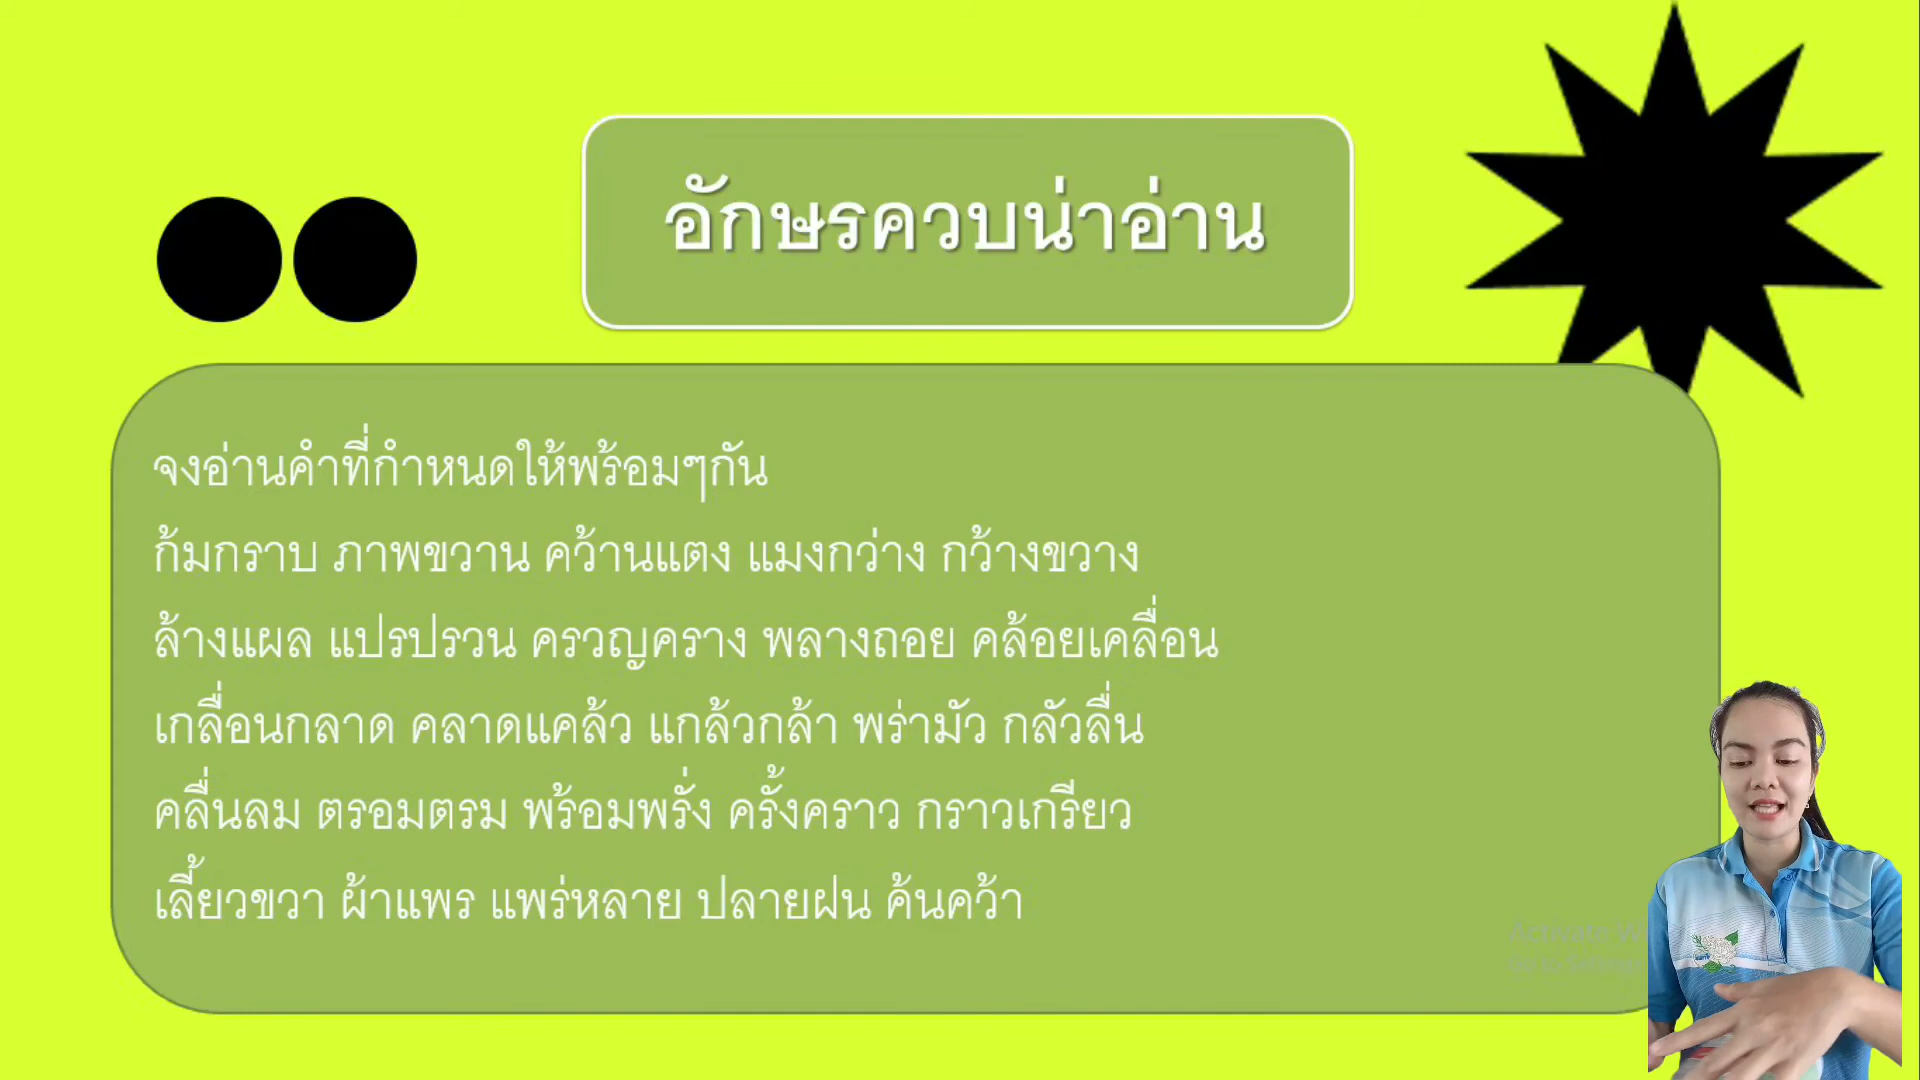 อักษรควบน่าอ่าน
จงอ่านคำที่กำหนดให้พร้อมๆกัน
ก้มกราบ ภาพขวาน คว้านแตง แมงกว่าง กว้างขวาง
ล้างแผล แปรปรวน ครวญคราง พลางถอย คล้อยเคลื่อน
เกลื่อนกลาด คลาดแคล้ว แกล้วกล้า พร่ามัว กลัวลื่น
คลื่นลม ตรอมตรม พร้อมพรั่ง ครั้งคราว กราวเกรียว
เลี้ยวขวา ผ้าแพร แพร่หลาย ปลายฝน ค้นคว้า
Activate W